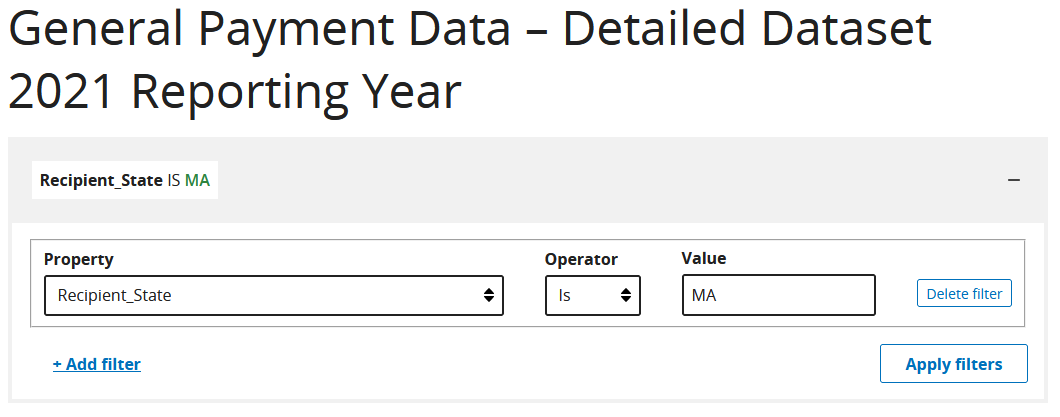 General Payment Data – Detailed Dataset
2021 Reporting Year
Recipient_State IS MA
Property
Operator
Value
Recipient_State
Is
MA
Delete filter
+ Add filter
Apply filters